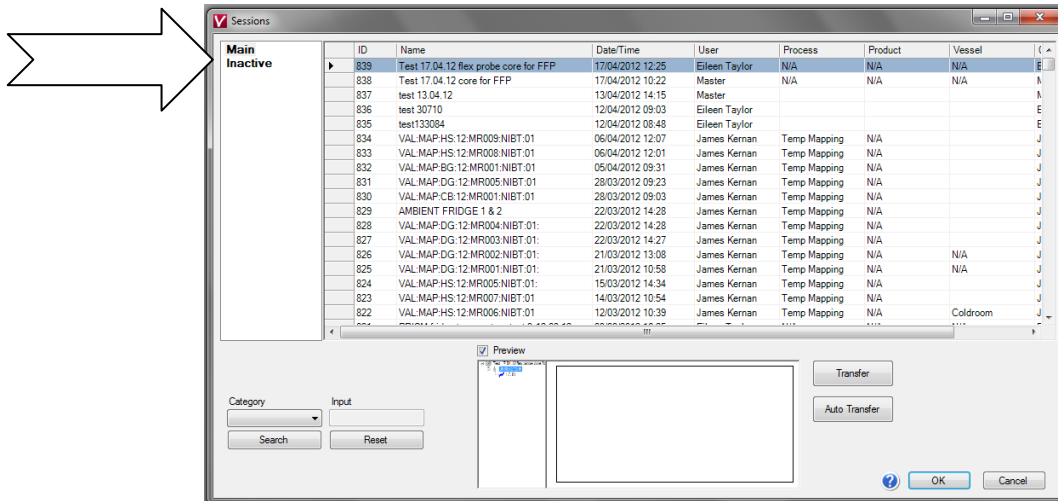 Sessions
Main
Inactive
ID Name Date/Time User Process Product Vessel
839 Test 17.04.12 flex probe core for FFP 17/04/2012 12:25 Eileen Taylor N/A N/A N/A
838 Test 17.04.12 core for FFP 17/04/2012 10:22 Master N/A N/A N/A
837 test 13.04.12 13/04/2012 14:15 Master
836 test 30710 12/04/2012 09:03 Eileen Taylor
835 test133084 12/04/2012 08:48 Eileen Taylor
834 VAL:MAP:HS:12:MR009:NIBT:01 06/04/2012 12:07 James Kernan Temp Mapping N/A
833 VAL:MAP:HS:12:MR008:NIBT:01 06/04/2012 12:01 James Kernan Temp Mapping N/A
832 VAL:MAP:BG:12:MR001:NIBT:01 05/04/2012 09:31 James Kernan Temp Mapping N/A
831 VAL:MAP:DG:12:MR005:NIBT:01 28/03/2012 09:23 James Kernan Temp Mapping N/A
830 VAL:MAP:CB:12:MR001:NIBT:01 28/03/2012 09:03 James Kernan Temp Mapping N/A
829 AMBIENT FRIDGE 1 & 2 22/03/2012 14:28 James Kernan Temp Mapping N/A
828 VAL:MAP:DG:12:MR004:NIBT:01: 22/03/2012 14:28 James Kernan Temp Mapping N/A
827 VAL:MAP:DG:12:MR003:NIBT:01: 22/03/2012 14:27 James Kernan Temp Mapping N/A
826 VAL:MAP:DG:12:MR002:NIBT:01: 21/03/2012 13:08 James Kernan Temp Mapping N/A N/A
825 VAL:MAP:DG:12:MR001:NIBT:01: 21/03/2012 10:58 James Kernan Temp Mapping N/A N/A
824 VAL:MAP:HS:12:MR005:NIBT:01: 15/03/2012 14:34 James Kernan Temp Mapping N/A
823 VAL:MAP:HS:12:MR007:NIBT:01 14/03/2012 10:54 James Kernan Temp Mapping N/A
822 VAL:MAP:HS:12:MR006:NIBT:01 12/03/2012 10:39 James Kernan Temp Mapping N/A Coldroom
Preview
Transfer
Category Input
Auto Transfer
Search Reset
OK Cancel